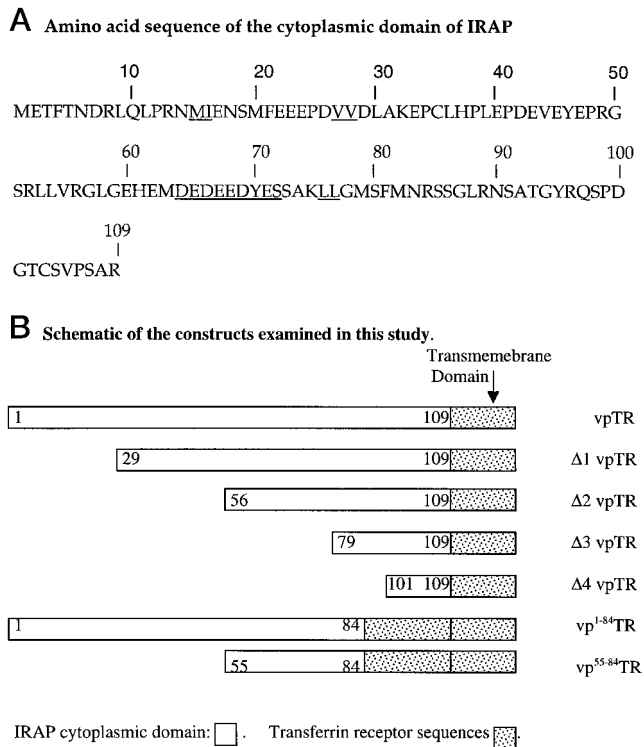 A Amino acid sequence of the cytoplasmic domain of IRAP
10 20 30 40 50
METFTNDRLQLPRNMIENSMFEEEPDVVDLAKEPCLHPLEPDEVEYEPRG
60 70 80 90 100
SRLLVRGLGEHEMDEDEEDYESSAKLLGMSFMNRSSGLRNSATGYRQSPD
109
GTCSVPSAR
B Schematic of the constructs examined in this study.
Transmemebrane
Domain
1 109 vpTR
29 109 Δ1 vpTR
56 109 Δ2 vpTR
79 109 Δ3 vpTR
101 109 Δ4 vpTR
1 84 vp1-84TR
55 84 vp55-84TR
IRAP cytoplasmic domain: . Transferrin receptor sequences .